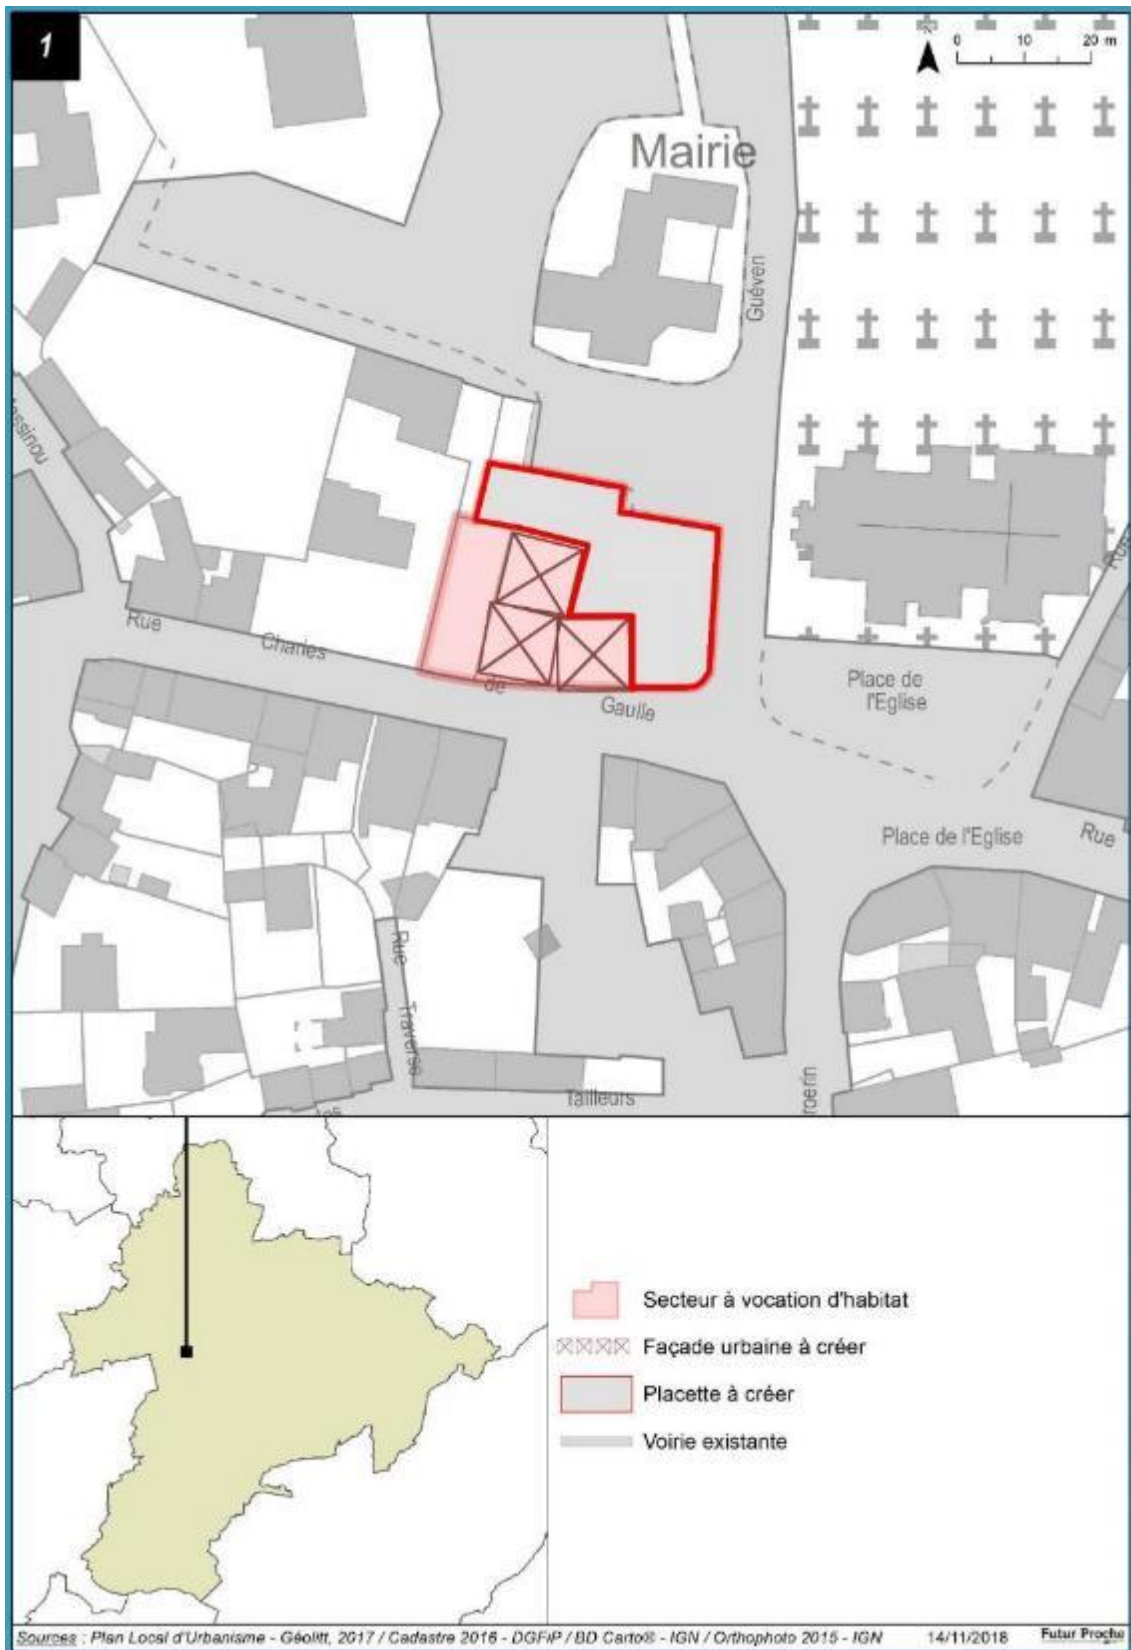 1
0 10 20 m
Mairie
Guéven
Rue
Charles
de
Gaulle
Place de
l'Eglise
Place de l'Eglise
Rue
Rue
Traverse
Tailleurs
Secteur à vocation d'habitat
Façade urbaine à créer
Placette à créer
Voirie existante
Sources : Plan Local d'Urbanisme - Géolitt, 2017 / Cadastre 2016 - DGFiP / BD Carto® - IGN / Orthophoto 2015 - IGN 14/11/2018 Futur Proche